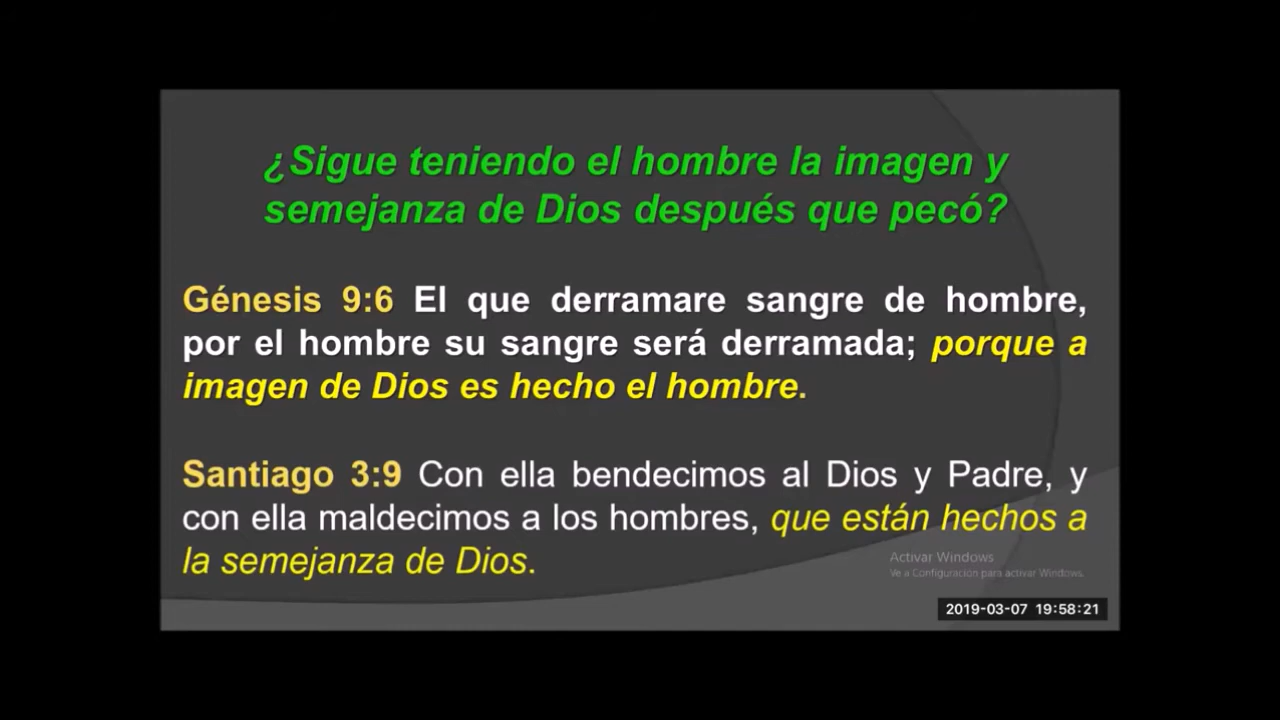 ¿Sigue teniendo el hombre la imagen y
semejanza de Dios después que pecó?
Génesis 9:6 El que derramare sangre de hombre,
por el hombre su sangre será derramada; porque a
imagen de Dios es hecho el hombre.
Santiago 3:9 Con ella bendecimos al Dios y Padre, y
con ella maldecimos a los hombres, que están hechos a
la semejanza de Dios.
Activar Windows
Ve a Configuración para activar Windows.
2019-03-07 19:58:21